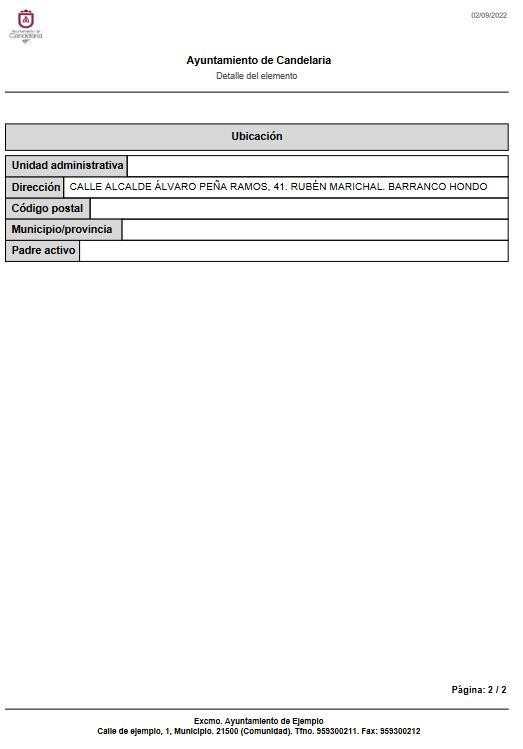 Ayuntamiento de
Candelaria
02/09/2022
Ayuntamiento de Candelaria
Detalle del elemento
Ubicación
Unidad administrativa
Dirección CALLE ALCALDE ÁLVARO PEÑA RAMOS, 41. RUBÉN MARICHAL. BARRANCO HONDO
Código postal
Municipio/provincia
Padre activo
Página: 2 / 2
Excmo. Ayuntamiento de Ejemplo
Calle de ejemplo, 1, Municipio. 21500 (Comunidad). Tfno. 959300211. Fax: 959300212